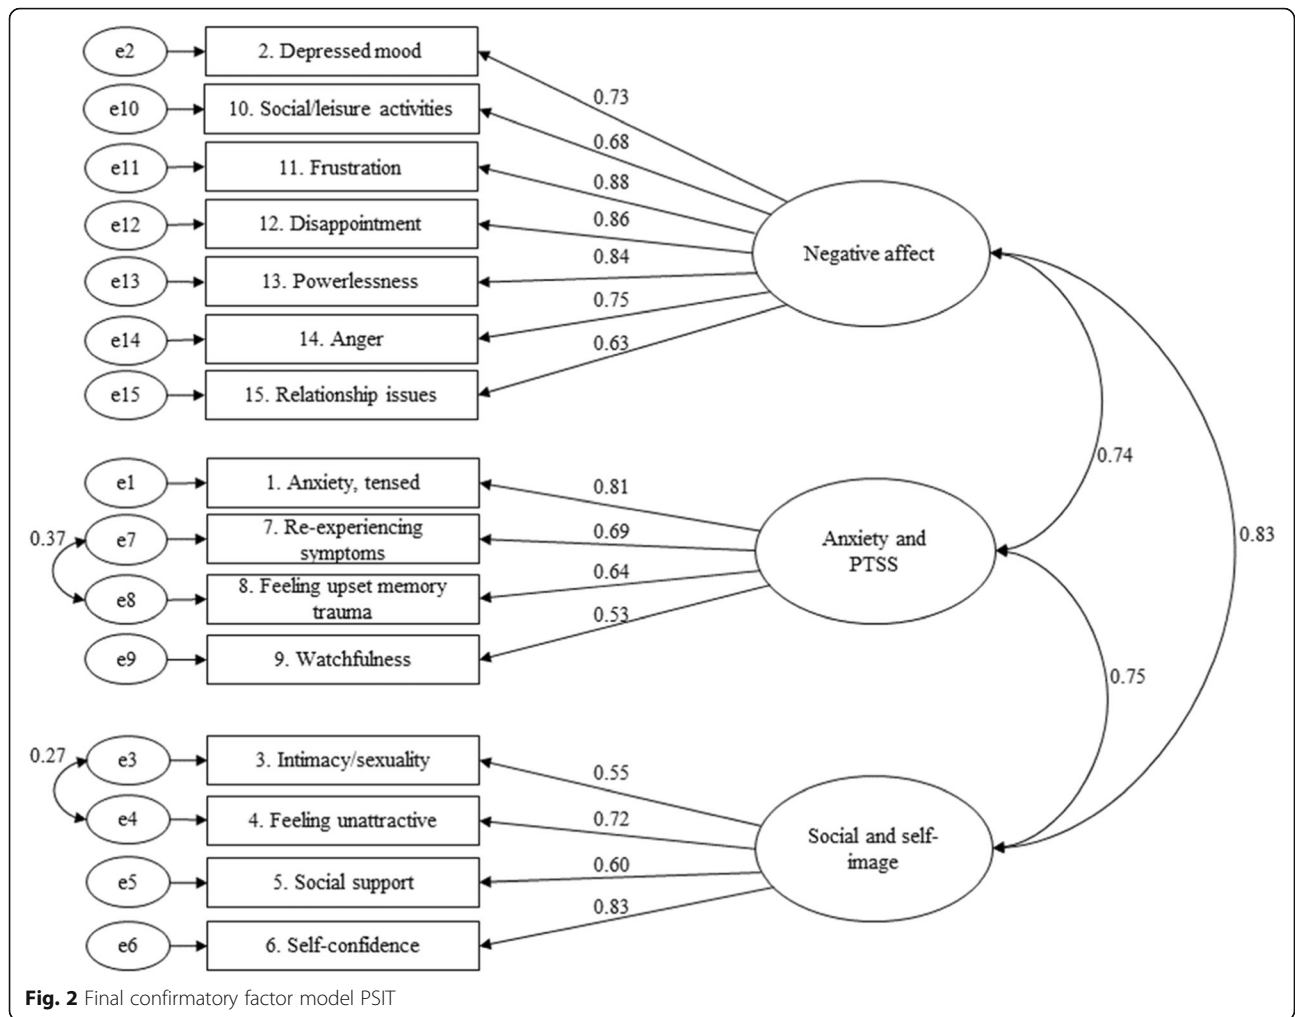 e2
2. Depressed mood
0.73
e10
10. Social/leisure activities
0.68
e11
11. Frustration
0.88
e12
12. Disappointment
0.86
e13
13. Powerlessness
0.84
e14
14. Anger
0.75
e15
15. Relationship issues
0.63
Negative affect
e1
1. Anxiety, tensed
0.81
0.37
e7
7. Re-experiencing
symptoms
0.69
e8
8. Feeling upset memory
trauma
0.64
e9
9. Watchfulness
0.53
Anxiety and
PTSS
0.74
0.83
0.75
0.27
e3
3. Intimacy/sexuality
0.55
e4
4. Feeling unattractive
0.72
e5
5. Social support
0.60
e6
6. Self-confidence
0.83
Social and self-
image
Fig. 2 Final confirmatory factor model PSIT